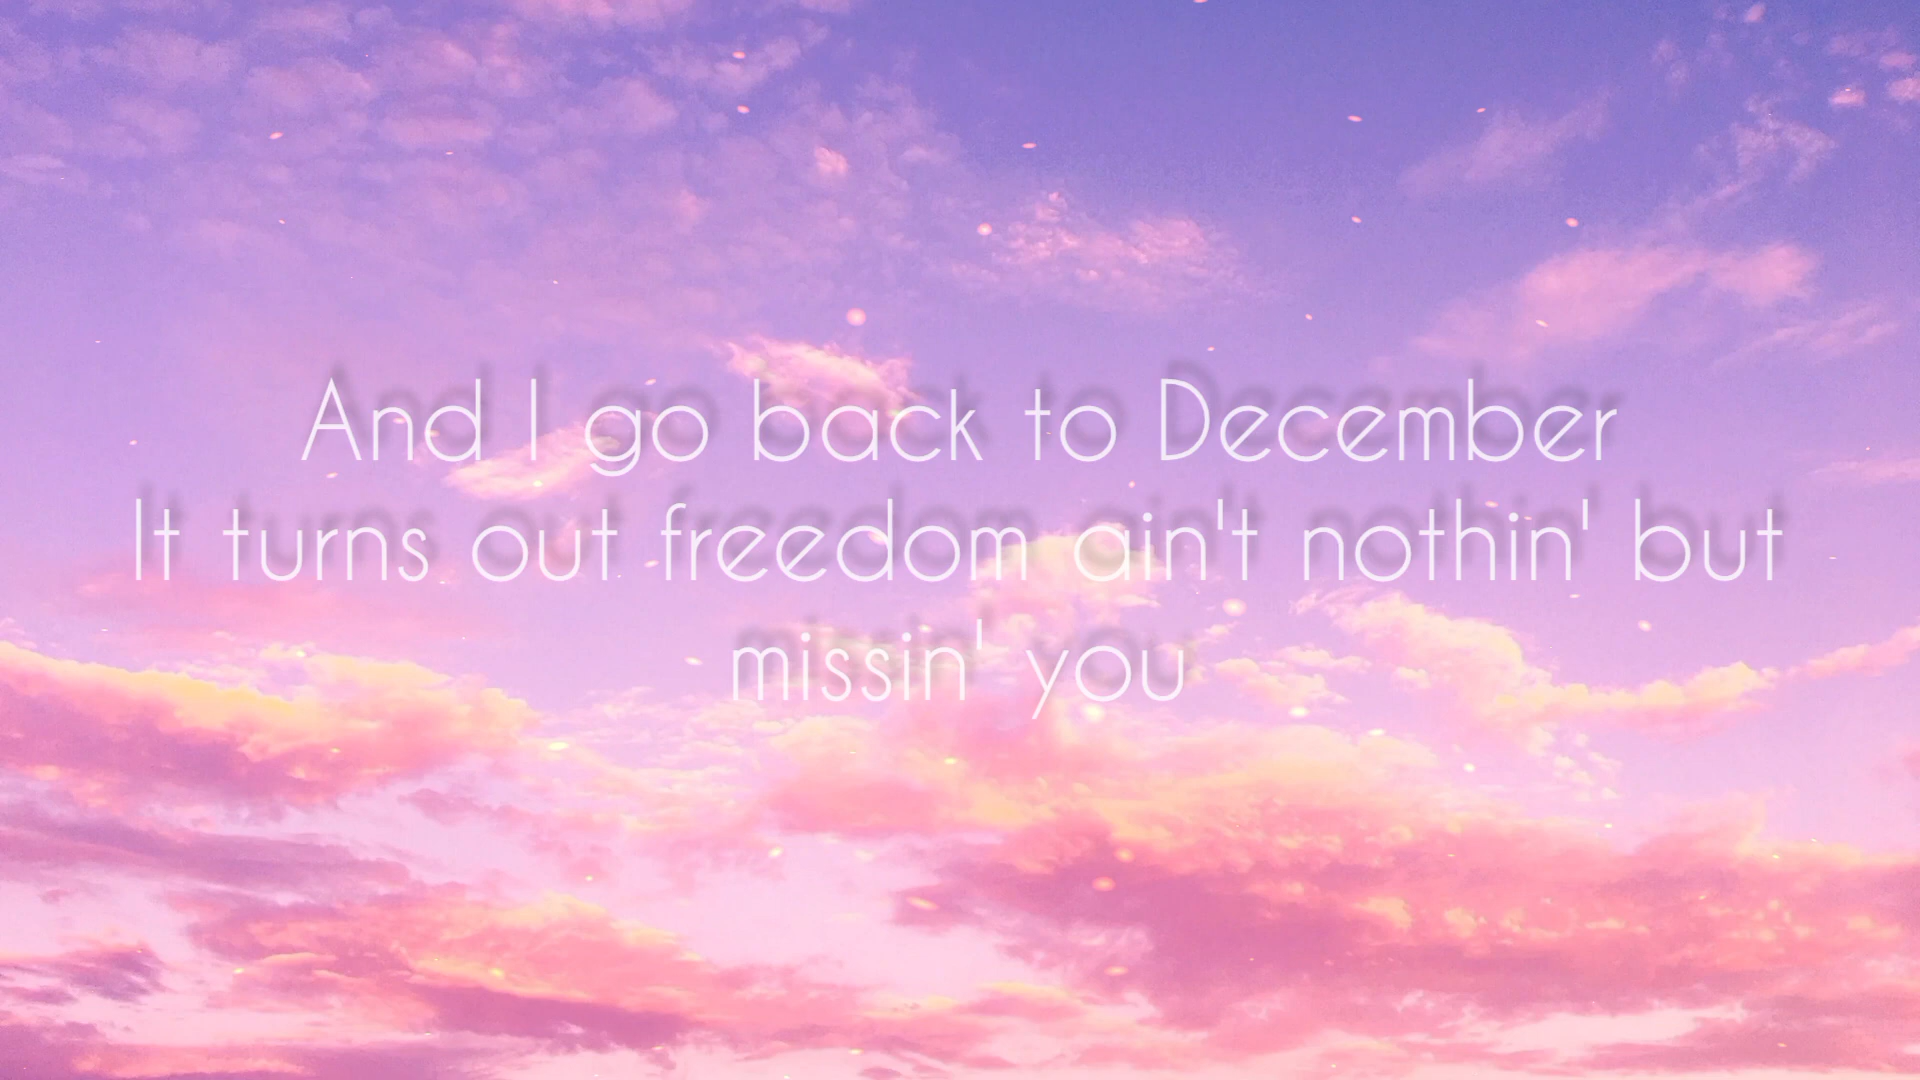 And I go back to December
It turns out freedom ain't nothin' but
missin' you